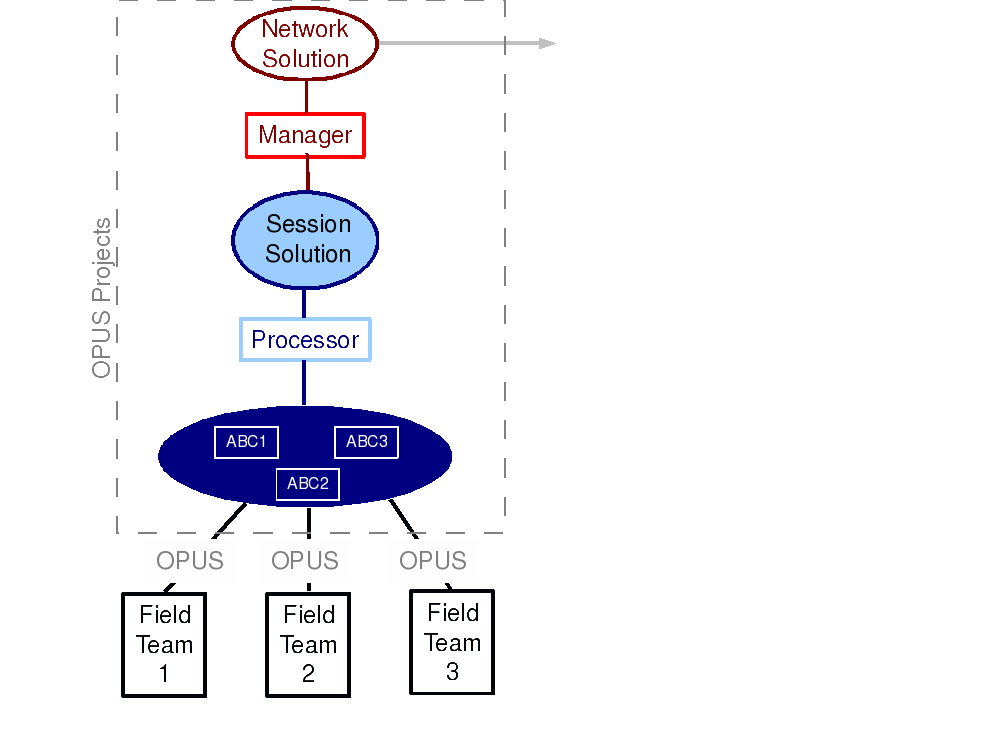 Network
Solution
Manager
Session
Solution
OPUS Projects
Processor
ABC1
ABC3
ABC2
OPUS
OPUS
OPUS
Field
Team
1
Field
Team
2
Field
Team
3